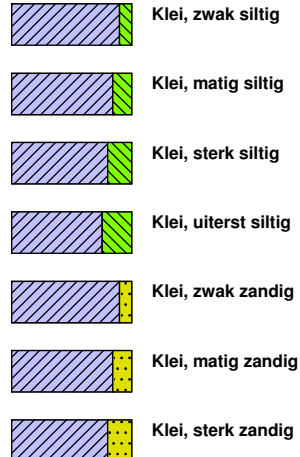 Klei, zwak siltig
Klei, matig siltig
Klei, sterk siltig
Klei, uiterst siltig
Klei, zwak zandig
Klei, matig zandig
Klei, sterk zandig